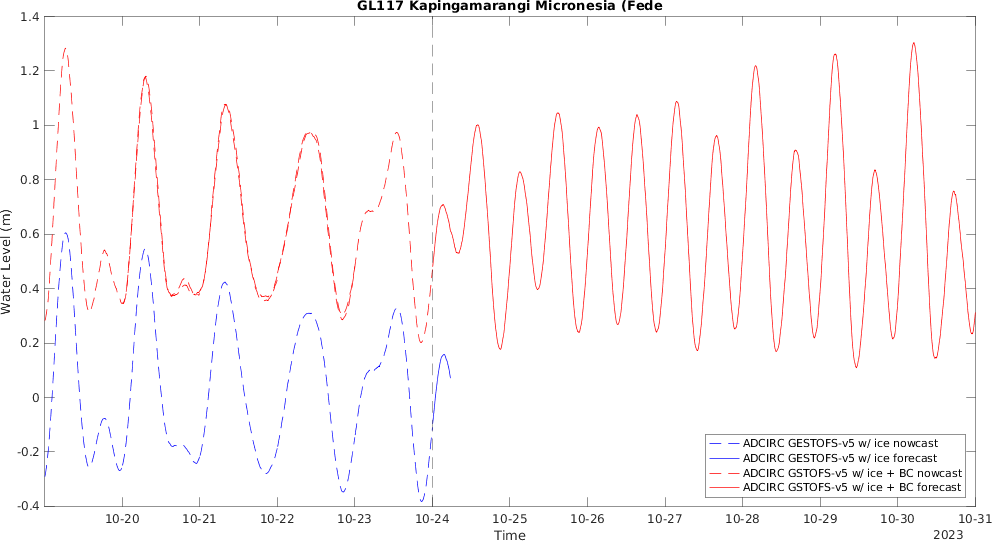 GL117 Kapingamarangi Micronesia (Fede
1.4
1.2
1
0.8
0.6
0.4
0.2
0
-0.2
-0.4
Water Level (m)
ADCIRC GESTOFS-v5 w/ ice nowcast
ADCIRC GESTOFS-v5 w/ ice forecast
ADCIRC GSTOFS-v5 w/ ice + BC nowcast
ADCIRC GSTOFS-v5 w/ ice + BC forecast
10-20 10-21 10-22 10-23 10-24 10-25 10-26 10-27 10-28 10-29 10-30 10-31
Time
2023